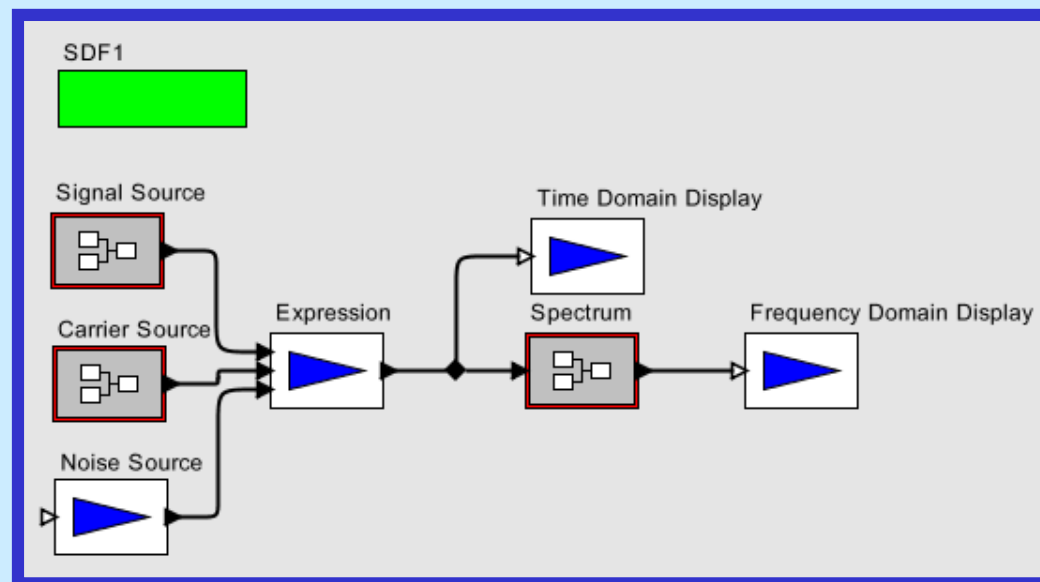 SDF1
Signal Source
Time Domain Display
Carrier Source
Expression
Spectrum
Frequency Domain Display
Noise Source